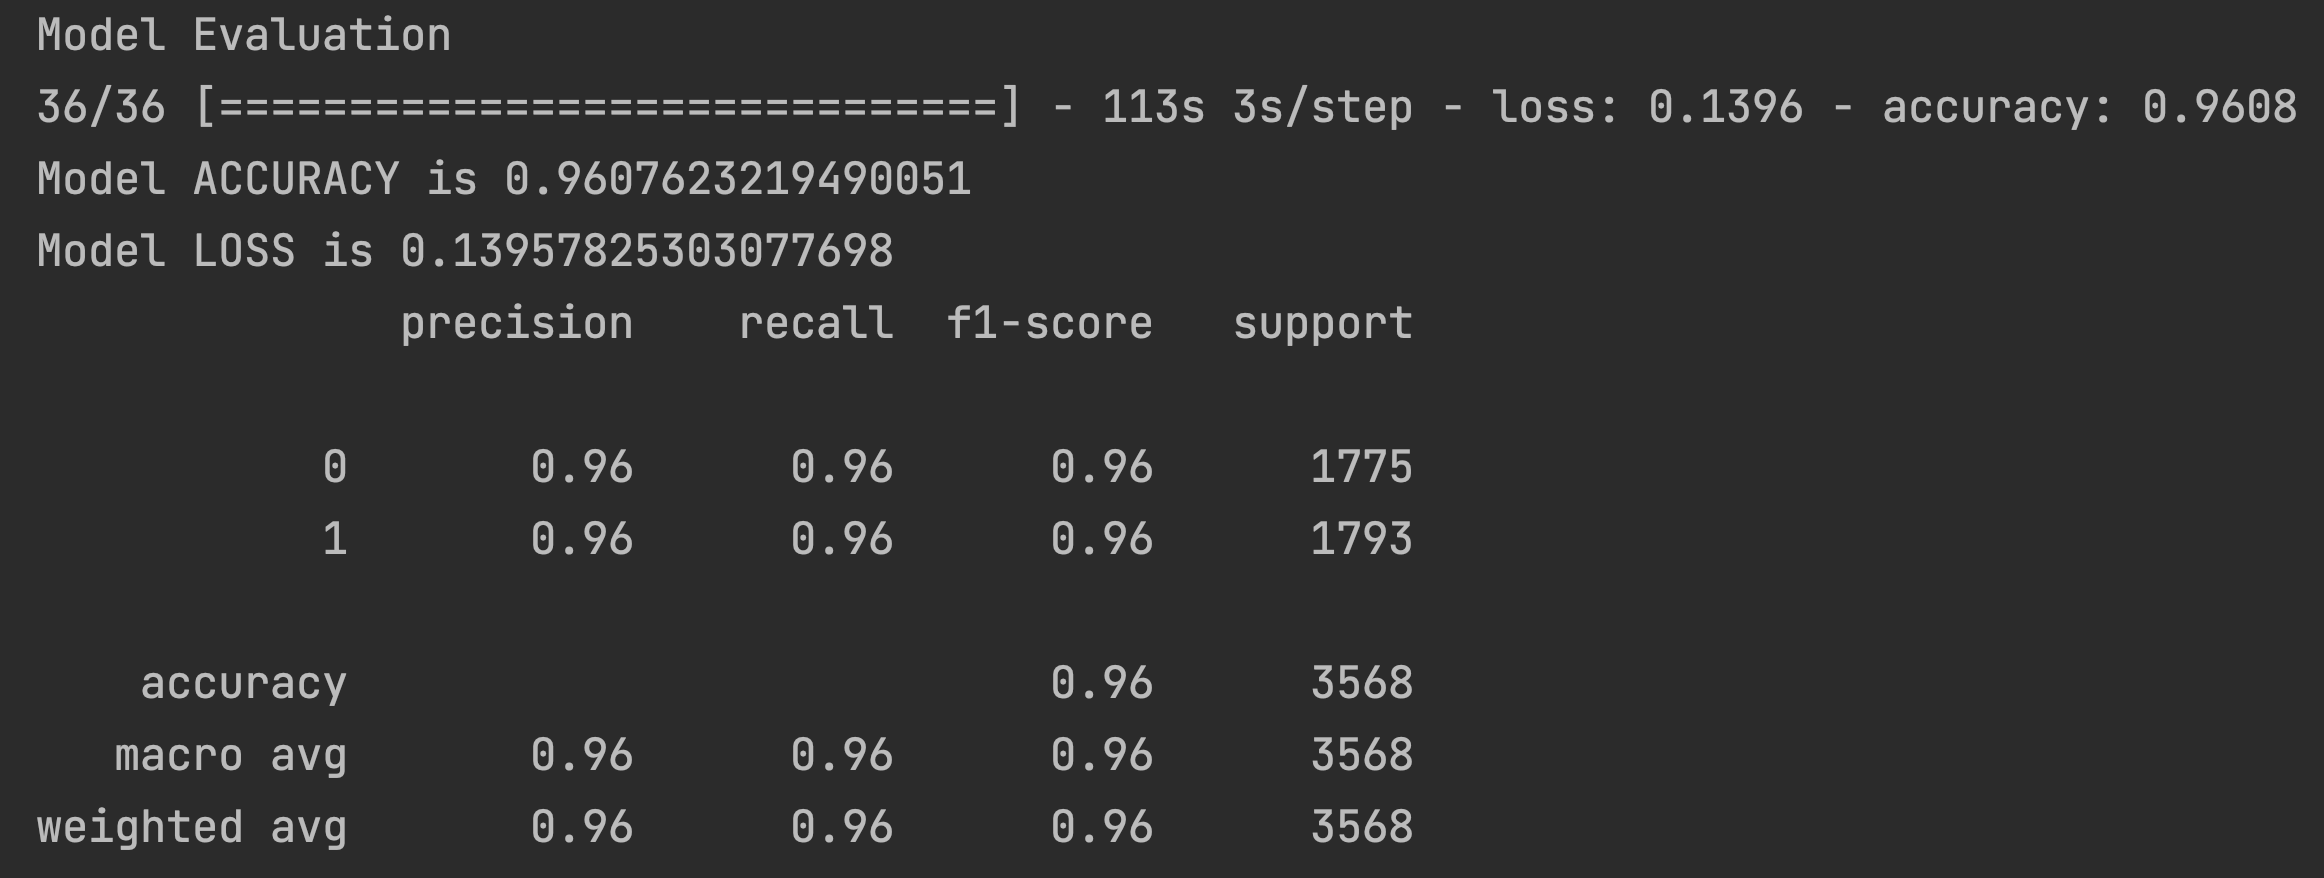 Model Evaluation
36/36 [==============================] - 113s 3s/step - loss: 0.1396 - accuracy: 0.9608
Model ACCURACY is 0.9607623219490051
Model LOSS is 0.13957825303077698
precision recall f1-score support
0 0.96 0.96 0.96 1775
1 0.96 0.96 0.96 1793
accuracy 0.96 3568
macro avg 0.96 0.96 0.96 3568
weighted avg 0.96 0.96 0.96 3568